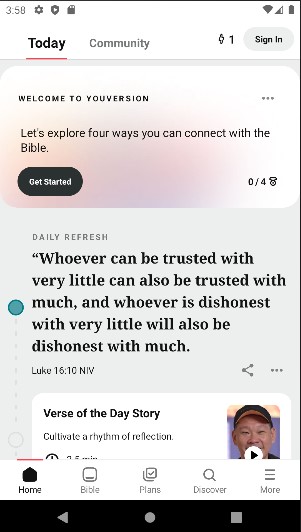 3:58
Today
Community
1
Sign In
WELCOME TO YOUVERSION
Let's explore four ways you can connect with the
Bible.
Get Started
0 / 4
DAILY REFRESH
“Whoever can be trusted with
very little can also be trusted with
much, and whoever is dishonest
with very little will also be
dishonest with much.
Luke 16:10 NIV
Verse of the Day Story
Cultivate a rhythm of reflection.
Home
Bible
Plans
Discover
More